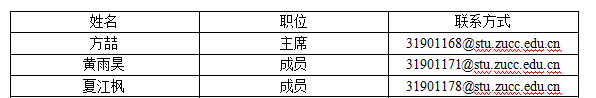 姓名 职位 联系方式
方喆 主席 31901168@stu.zucc.edu.cn
黄雨昊 成员 31901171@stu.zucc.edu.cn
夏江枫 成员 31901178@stu.zucc.edu.cn